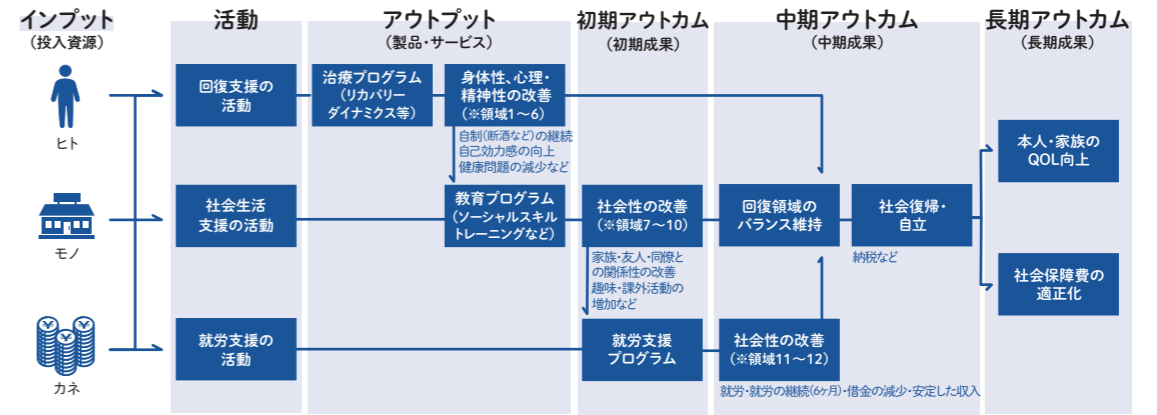 インプット
（投入資源）
活動
アウトプット
（製品・サービス）
初期アウトカム
（初期成果）
中期アウトカム
（中期成果）
長期アウトカム
（長期成果）
ヒト
モノ
カネ
回復支援の
活動
治療プログラム
（リカバリー
ダイナミクス等）
身体性、心理・
精神性の改善
（※領域1〜6）
自制（断酒など）の継続
自己効力感の向上
健康問題の減少など
社会生活
支援の活動
教育プログラム
（ソーシャルスキル
トレーニングなど）
社会性の改善
（※領域7〜10）
家族・友人・同僚と
の関係性の改善
趣味・課外活動の
増加など
回復領域の
バランス維持
社会復帰・
自立
納税など
就労支援の
活動
就労支援
プログラム
社会性の改善
（※領域11〜12）
就労・就労の継続（6ヶ月）・借金の減少・安定した収入
本人・家族の
QOL向上
社会保障費の
適正化